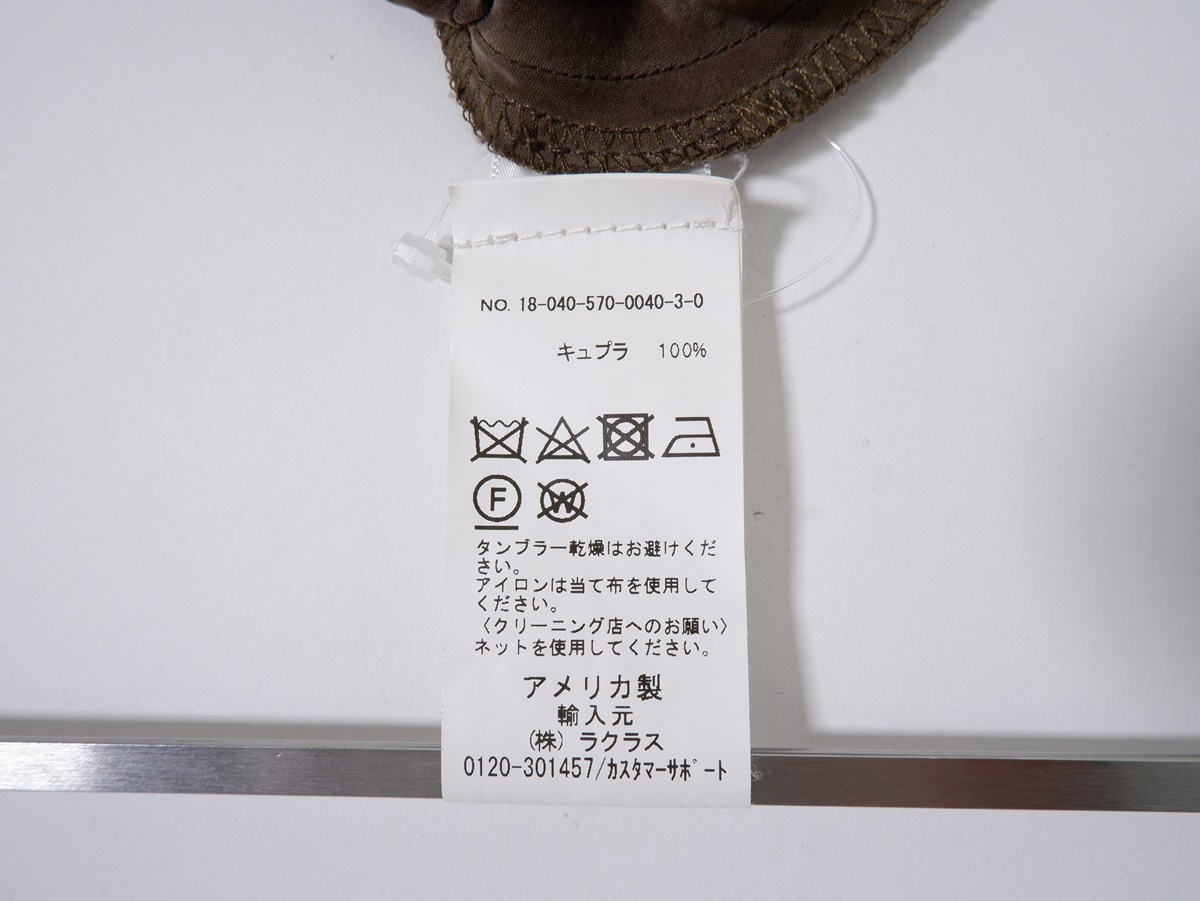 NO. 18-040-570-0040-3-0
キュプラ 100%
F
W
タンブラー乾燥はお避けくだ
さい。
アイロンは当て布を使用して
ください。
〈クリーニング店へのお願い〉
ネットを使用してください。
アメリカ製
輸入元
(株) ラクラス
0120-301457/カスタマーサポート